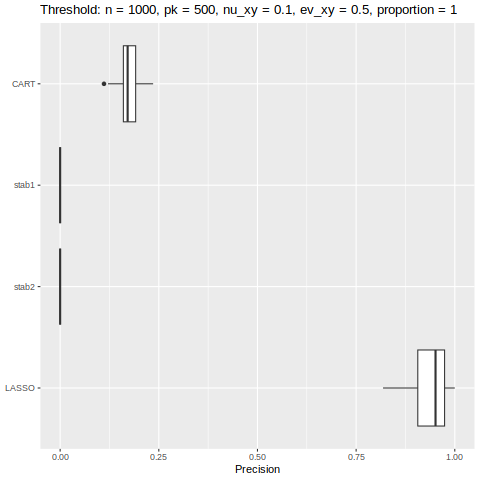 Threshold: n = 1000, pk = 500, nu_xy = 0.1, ev_xy = 0.5, proportion = 1
CART
stab1
stab2
LASSO
0.00 0.25 0.50 0.75 1.00
Precision